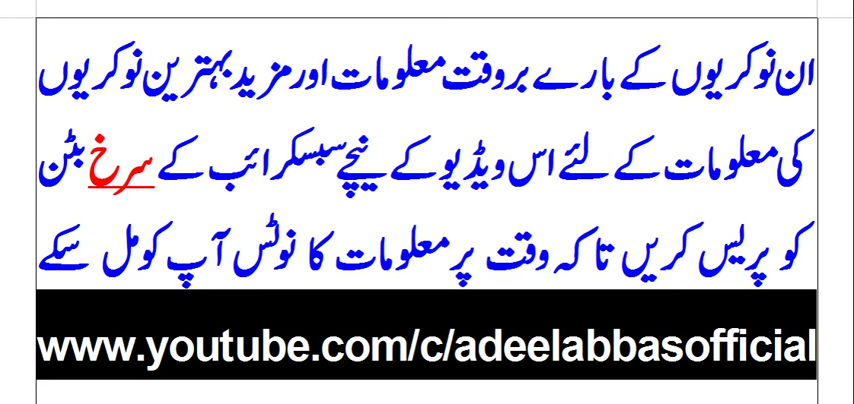 ان نوکریوں کے بارے بروقت معلومات اور مزید بہترین نوکریوں
کی معلومات کے لئے اس ویڈیو کے نیچے سبسکرائب کے سرخ بٹن
کو پریس کریں تاکہ وقت پر معلومات کا نوٹس آپ کو مل سکے
www.youtube.com/c/adeelabbasofficial